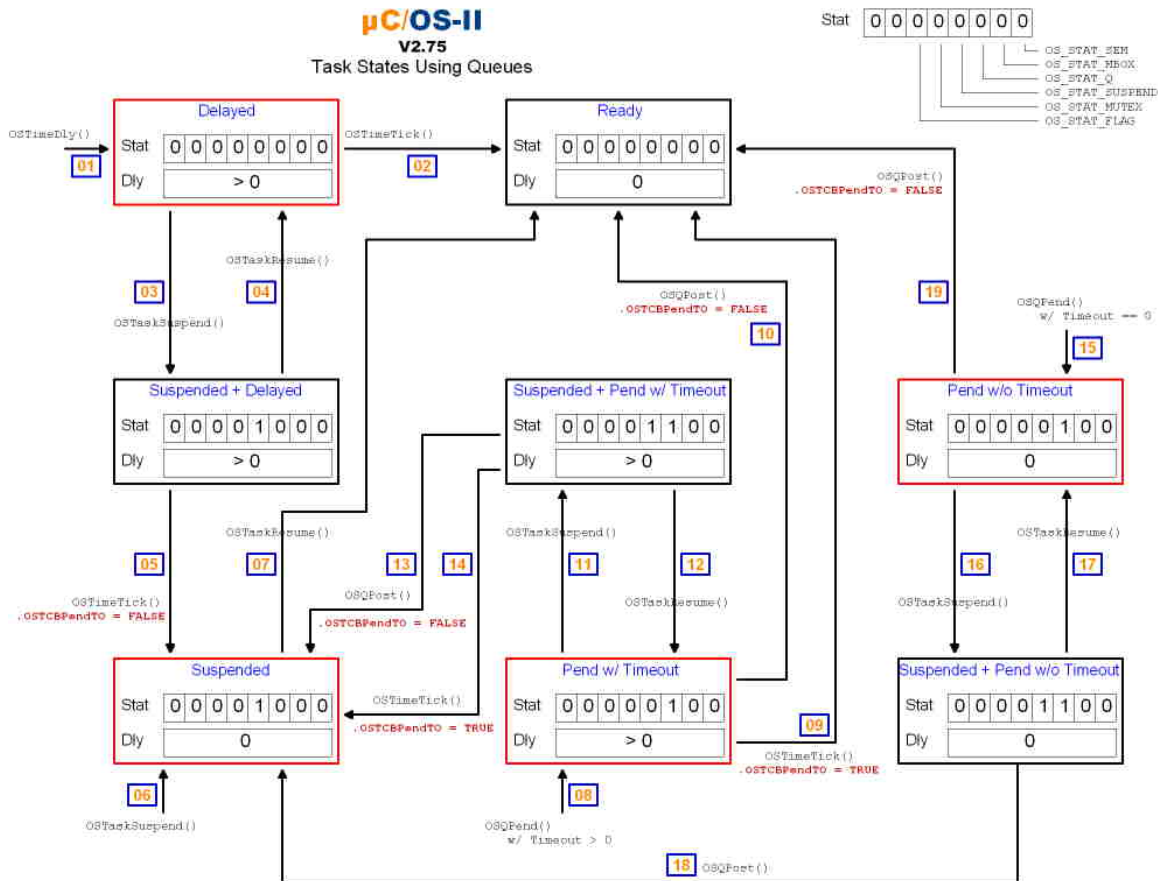 µC/OS-II
V2.75
Task States Using Queues
Stat 0 0 0 0 0 0 0 0
OS_STAT_SEM
OS_STAT_MBOX
OS_STAT_Q
OS_STAT_SUSPEND
OS_STAT_MUTEX
OS_STAT_FLAG
OSTimeDly()
01
Delayed
Stat 0 0 0 0 0 0 0 0
Dly > 0
OSTimeTick()
02
Ready
Stat 0 0 0 0 0 0 0 0
Dly 0
OSQPost()
.OSTCBPendTO = FALSE
19
03
OSTaskSuspend()
OSTaskResume()
04
OSQPost()
.OSTCBPendTO = FALSE
10
OSQPend()
w/ Timeout == 0
15
Suspended + Delayed
Stat 0 0 0 0 1 0 0 0
Dly > 0
Suspended + Pend w/ Timeout
Stat 0 0 0 0 1 1 0 0
Dly > 0
Pend w/o Timeout
Stat 0 0 0 0 0 1 0 0
Dly 0
05
OSTimeTick()
.OSTCBPendTO = FALSE
OSTaskResume()
07
13
OSQPost()
.OSTCBPendTO = FALSE
14
OSTimeTick()
.OSTCBPendTO = TRUE
OSTaskSuspend()
11
12
OSTaskResume()
16
OSTaskSuspend()
OSTaskResume()
17
Suspended
Stat 0 0 0 0 1 0 0 0
Dly 0
Pend w/ Timeout
Stat 0 0 0 0 0 1 0 0
Dly > 0
09
OSTimeTick()
.OSTCBPendTO = TRUE
Suspended + Pend w/o Timeout
Stat 0 0 0 0 1 1 0 0
Dly 0
06
OSTaskSuspend()
08
OSQPend()
w/ Timeout > 0
18 OSQPost()